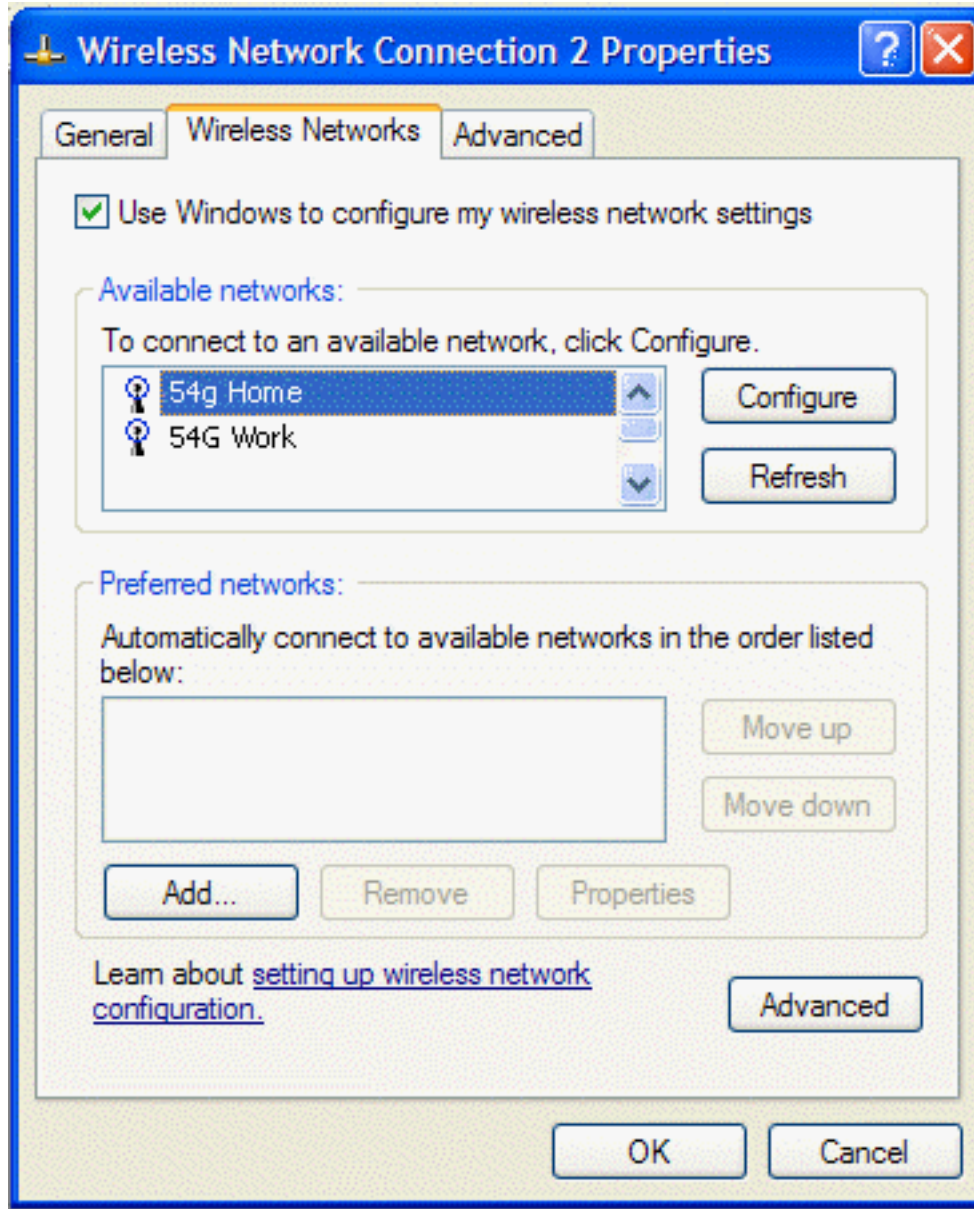 Wireless Network Connection 2 Properties
General Wireless Networks Advanced
Use Windows to configure my wireless network settings
Available networks:
To connect to an available network, click Configure.
54g Home
54G Work
Configure
Refresh
Preferred networks:
Automatically connect to available networks in the order listed
below:
Move up
Move down
Add... Remove Properties
Learn about setting up wireless network
configuration.
Advanced
OK Cancel